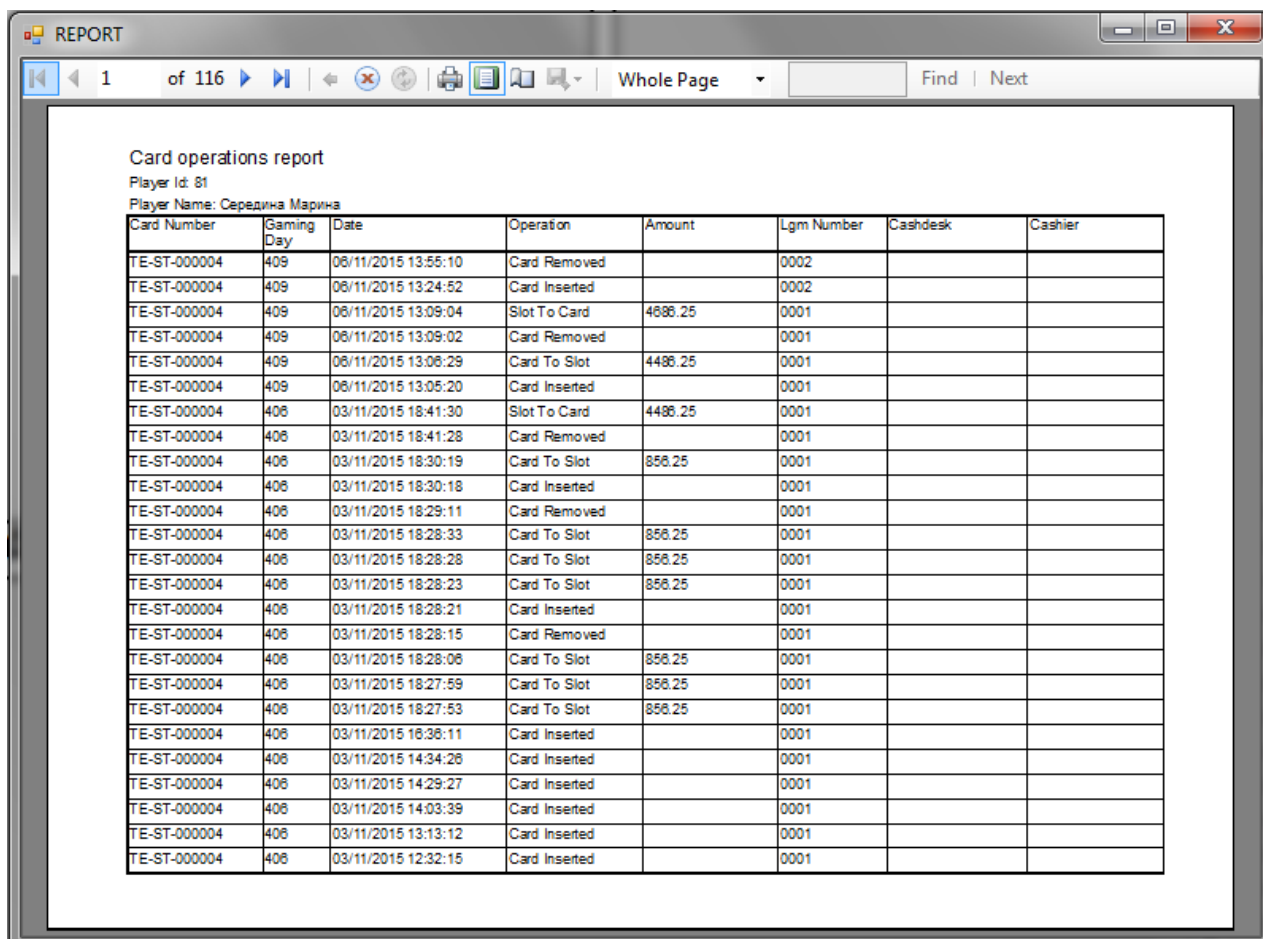 REPORT
1 of 116 Whole Page Find | Next
Card operations report
Player Id: 81
Player Name: Середина Марина
Card Number Gaming Day Date Operation Amount Lgm Number Cashdesk Cashier
TE-ST-000004 409 06/11/2015 13:55:10 Card Removed 0002
TE-ST-000004 409 06/11/2015 13:24:52 Card Inserted 0002
TE-ST-000004 409 06/11/2015 13:09:04 Slot To Card 4686.25 0001
TE-ST-000004 409 06/11/2015 13:09:02 Card Removed 0001
TE-ST-000004 409 06/11/2015 13:06:29 Card To Slot 4486.25 0001
TE-ST-000004 409 06/11/2015 13:05:20 Card Inserted 0001
TE-ST-000004 406 03/11/2015 18:41:30 Slot To Card 4486.25 0001
TE-ST-000004 406 03/11/2015 18:41:28 Card Removed 0001
TE-ST-000004 406 03/11/2015 18:30:19 Card To Slot 856.25 0001
TE-ST-000004 406 03/11/2015 18:30:18 Card Inserted 0001
TE-ST-000004 406 03/11/2015 18:29:11 Card Removed 0001
TE-ST-000004 406 03/11/2015 18:28:33 Card To Slot 856.25 0001
TE-ST-000004 406 03/11/2015 18:28:28 Card To Slot 856.25 0001
TE-ST-000004 406 03/11/2015 18:28:23 Card To Slot 856.25 0001
TE-ST-000004 406 03/11/2015 18:28:21 Card Inserted 0001
TE-ST-000004 406 03/11/2015 18:28:15 Card Removed 0001
TE-ST-000004 406 03/11/2015 18:28:06 Card To Slot 856.25 0001
TE-ST-000004 406 03/11/2015 18:27:59 Card To Slot 856.25 0001
TE-ST-000004 406 03/11/2015 18:27:53 Card To Slot 856.25 0001
TE-ST-000004 406 03/11/2015 16:36:11 Card Inserted 0001
TE-ST-000004 406 03/11/2015 14:34:26 Card Inserted 0001
TE-ST-000004 406 03/11/2015 14:29:27 Card Inserted 0001
TE-ST-000004 406 03/11/2015 14:03:39 Card Inserted 0001
TE-ST-000004 406 03/11/2015 13:13:12 Card Inserted 0001
TE-ST-000004 406 03/11/2015 12:32:15 Card Inserted 0001